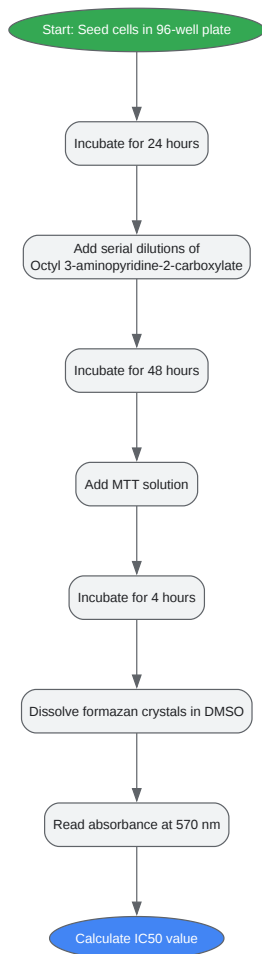 Start: Seed cells in 96-well plate
Incubate for 24 hours
Add serial dilutions of
Octyl 3-aminopyridine-2-carboxylate
Incubate for 48 hours
Add MTT solution
Incubate for 4 hours
Dissolve formazan crystals in DMSO
Read absorbance at 570 nm
Calculate IC50 value